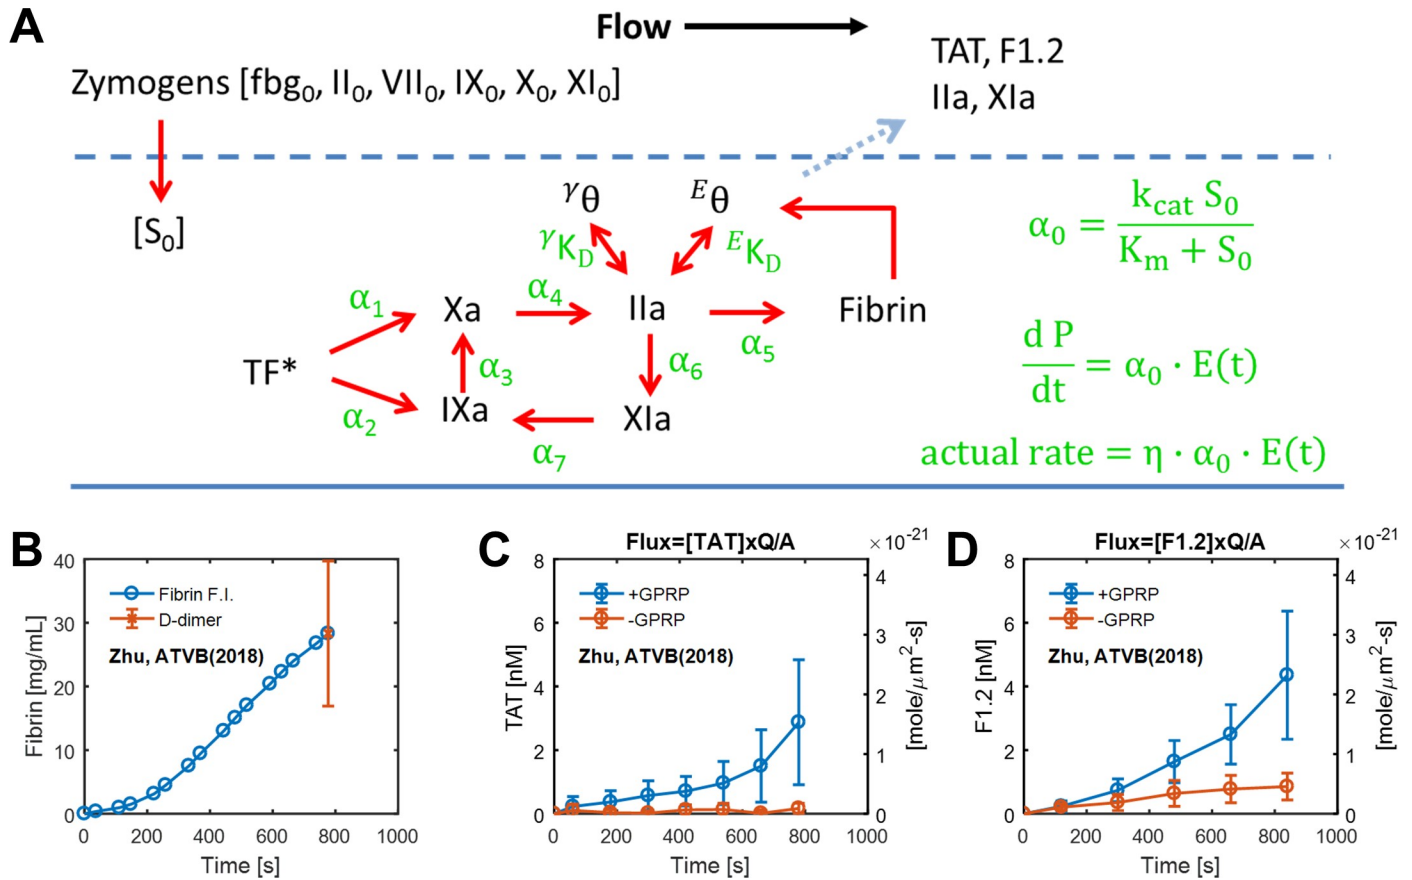 A
Flow
TAT, F1.2
IIa, XIa
Zymogens [fbg₀, II₀, VII₀, IX₀, X₀, XI₀]
[S₀]
γθ
Eθ
γK_D
EK_D
α₀ = k_cat S₀ / K_m + S₀
α₁
Xa
α₄
IIa
α₅
Fibrin
TF*
α₃
α₆
d P / dt = α₀ · E(t)
α₂
IXa
α₇
XIa
actual rate = η · α₀ · E(t)
B
40
30
20
10
0
Fibrin [mg/mL]
Fibrin F.I.
D-dimer
Zhu, ATVB(2018)
0 200 400 600 800 1000
Time [s]
C
Flux=[TAT]xQ/A
×10⁻²¹
8
6
4
2
0
TAT [nM]
+GPRP
-GPRP
Zhu, ATVB(2018)
4
3
2
1
0
[mole/μm²-s]
0 200 400 600 800 1000
Time [s]
D
Flux=[F1.2]xQ/A
×10⁻²¹
8
6
4
2
0
F1.2 [nM]
+GPRP
-GPRP
Zhu, ATVB(2018)
4
3
2
1
0
[mole/μm²-s]
0 200 400 600 800 1000
Time [s]